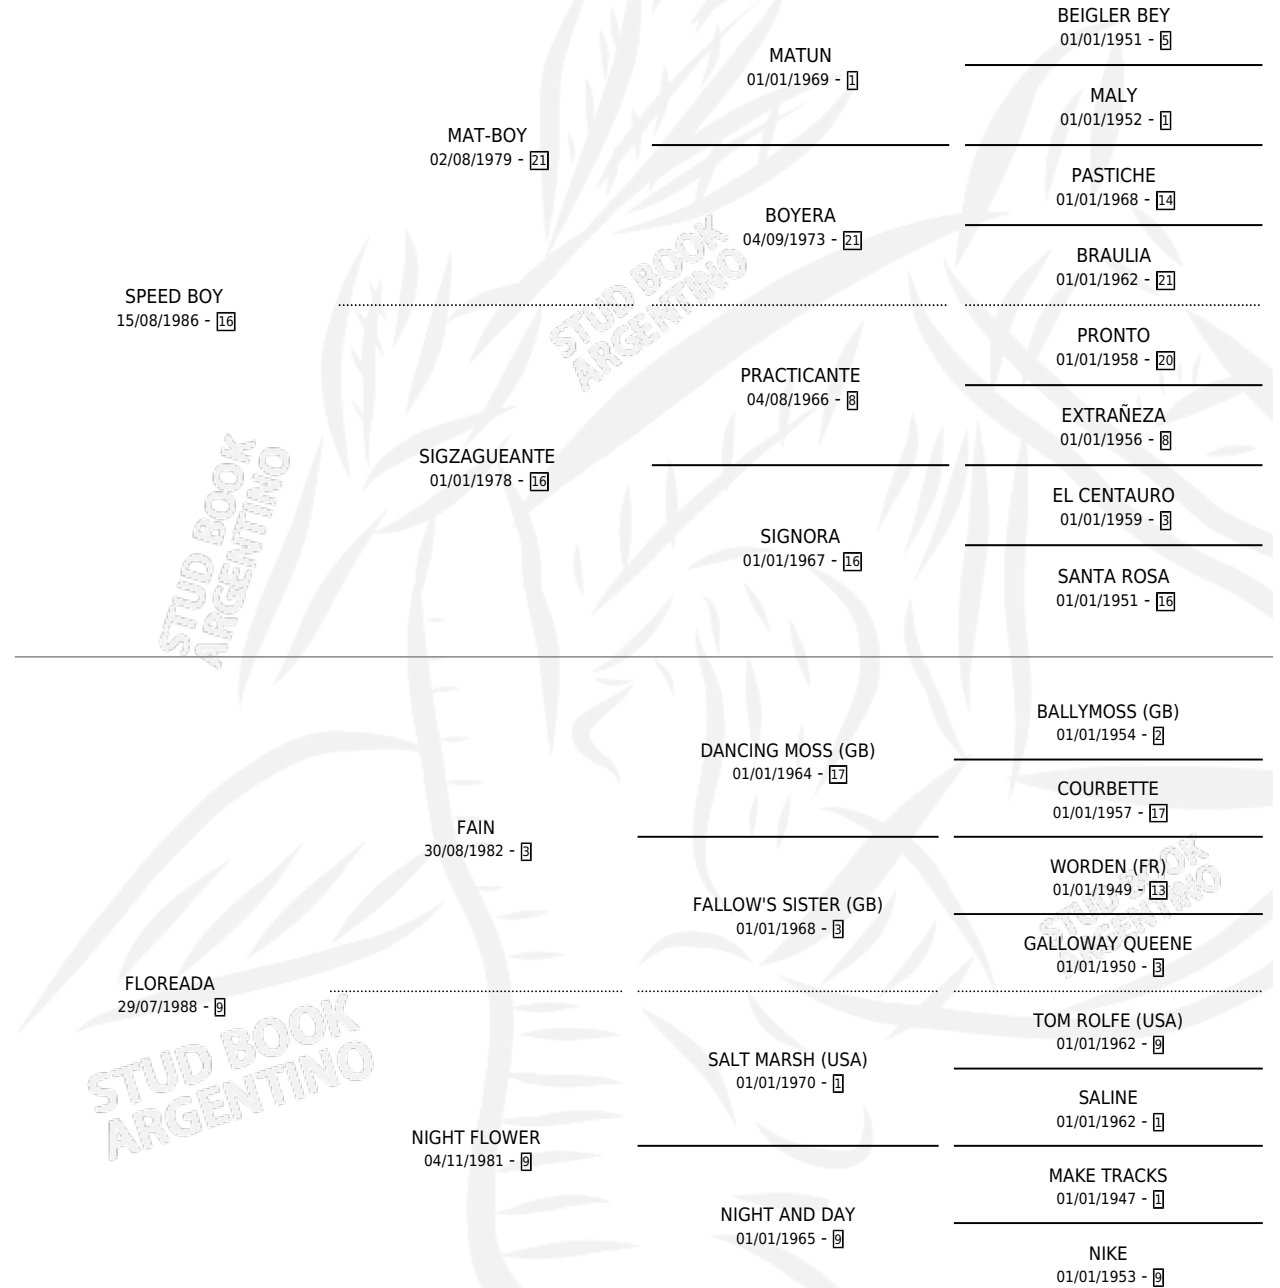 BEIGLER BEY
01/01/1951 - 5
MATUN
01/01/1969 - 1
MALY
01/01/1952 - 1
MAT-BOY
02/08/1979 - 21
PASTICHE
01/01/1968 - 14
BOYERA
04/09/1973 - 21
BRAULIA
01/01/1962 - 21
SPEED BOY
15/08/1986 - 16
STUD BOOK
ARGENTINO
PRONTO
01/01/1958 - 20
PRACTICANTE
04/08/1966 - 8
EXTRAÑEZA
01/01/1956 - 8
SIGZAGUEANTE
01/01/1978 - 16
EL CENTAURO
01/01/1959 - 3
SIGNORA
01/01/1967 - 16
SANTA ROSA
01/01/1951 - 16
STUD BOOK
ARGENTINO
BALLYMOSS (GB)
01/01/1954 - 2
DANCING MOSS (GB)
01/01/1964 - 17
COURBETTE
01/01/1957 - 17
FAIN
30/08/1982 - 3
WORDEN (FR)
01/01/1949 - 13
FALLOW'S SISTER (GB)
01/01/1968 - 3
STUD BOOK
ARGENTINO
GALLOWAY QUEENE
01/01/1950 - 3
FLOREADA
29/07/1988 - 9
TOM ROLFE (USA)
01/01/1962 - 9
SALT MARSH (USA)
01/01/1970 - 1
STUD BOOK
ARGENTINO
SALINE
01/01/1962 - 1
NIGHT FLOWER
04/11/1981 - 9
MAKE TRACKS
01/01/1947 - 1
NIGHT AND DAY
01/01/1965 - 9
NIKE
01/01/1953 - 9